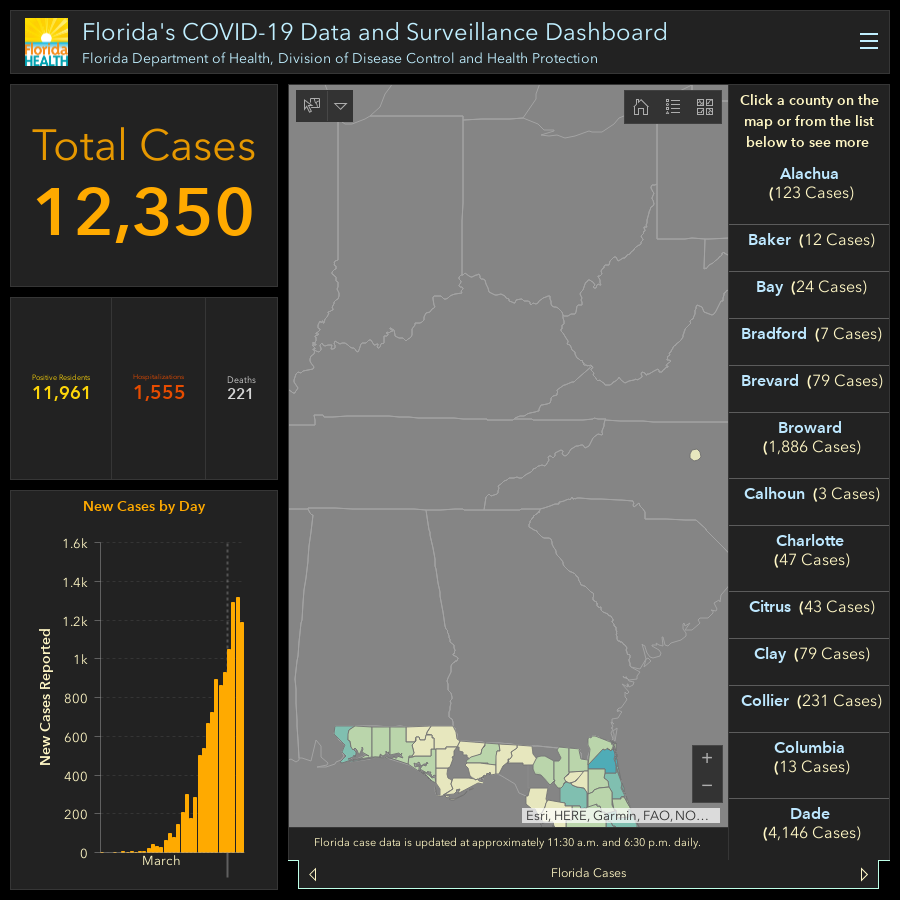 Florida HEALTH
Florida's COVID-19 Data and Surveillance Dashboard
Florida Department of Health, Division of Disease Control and Health Protection
Total Cases
12,350
Positive Residents
11,961
Hospitalizations
1,555
Deaths
221
New Cases by Day
New Cases Reported
1.6k
1.4k
1.2k
1k
800
600
400
200
0
March
+
−
Esri, HERE, Garmin, FAO, NO…
Florida case data is updated at approximately 11:30 a.m. and 6:30 p.m. daily.
Florida Cases
Click a county on the
map or from the list
below to see more
Alachua
(123 Cases)
Baker (12 Cases)
Bay (24 Cases)
Bradford (7 Cases)
Brevard (79 Cases)
Broward
(1,886 Cases)
Calhoun (3 Cases)
Charlotte
(47 Cases)
Citrus (43 Cases)
Clay (79 Cases)
Collier (231 Cases)
Columbia
(13 Cases)
Dade
(4,146 Cases)